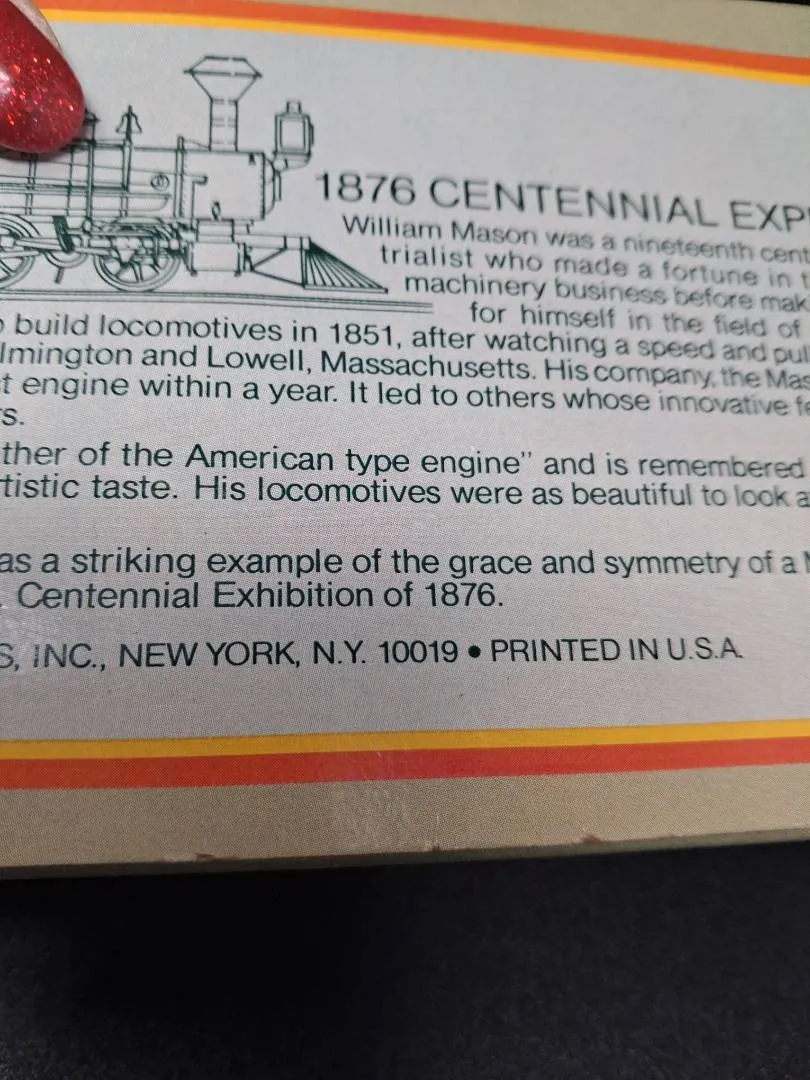 1876 CENTENNIAL EXP
William Mason was a nineteenth cent
trialist who made a fortune in t
machinery business before mak
for himself in the field of
build locomotives in 1851, after watching a speed and pul
lmington and Lowell, Massachusetts. His company, the Mas
t engine within a year. It led to others whose innovative fe
s.
ther of the American type engine" and is remembered
tistic taste. His locomotives were as beautiful to look a
as a striking example of the grace and symmetry of a M
. Centennial Exhibition of 1876.
S, INC., NEW YORK, N.Y. 10019 • PRINTED IN U.S.A.